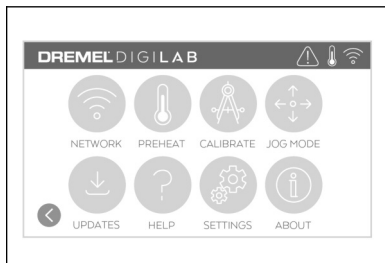 DREMEL DIGILAB
NETWORK PREHEAT CALIBRATE JOG MODE
UPDATES HELP SETTINGS ABOUT